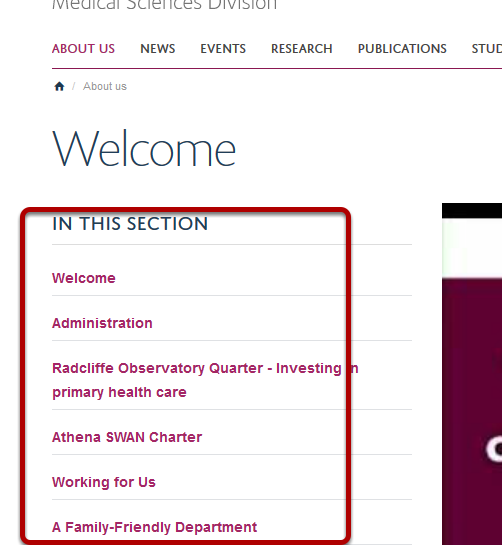 Medical Sciences Division
ABOUT US NEWS EVENTS RESEARCH PUBLICATIONS STUD
/ About us
Welcome
IN THIS SECTION
Welcome
Administration
Radcliffe Observatory Quarter - Investing in
primary health care
Athena SWAN Charter
Working for Us
A Family-Friendly Department